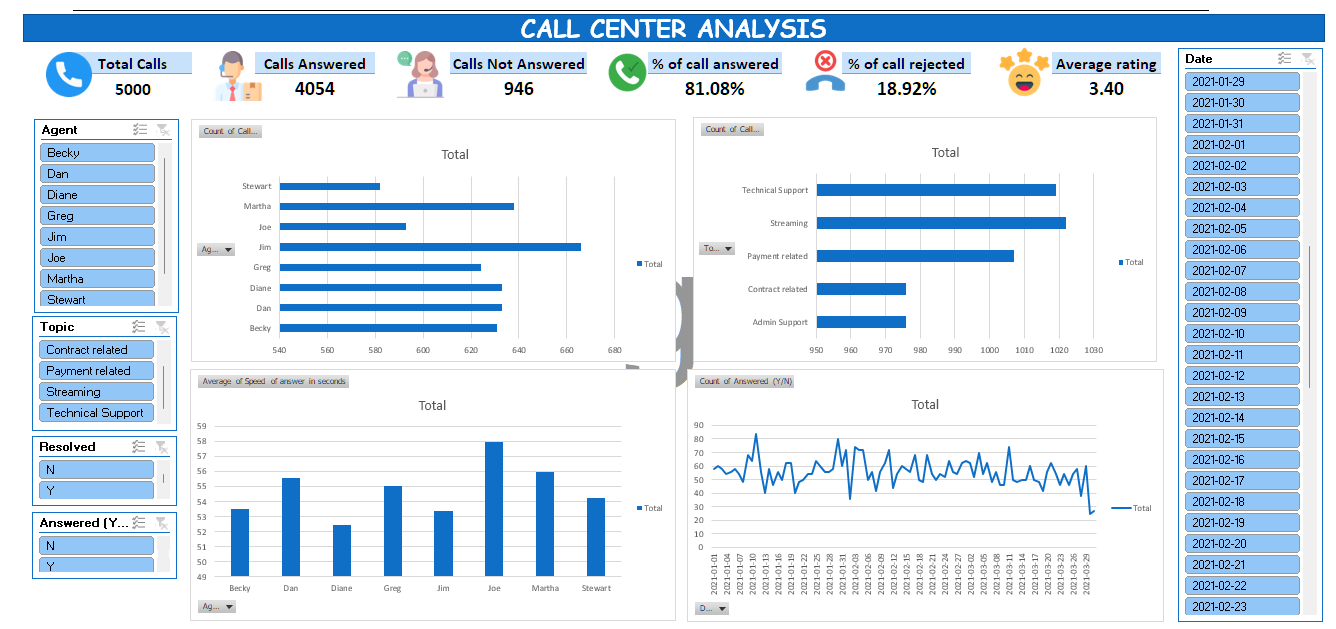 CALL CENTER ANALYSIS
Total Calls
5000
Calls Answered
4054
Calls Not Answered
946
% of call answered
81.08%
% of call rejected
18.92%
Average rating
3.40
Agent
Becky
Dan
Diane
Greg
Jim
Joe
Martha
Stewart
Topic
Contract related
Payment related
Streaming
Technical Support
Resolved
N
Y
Answered (Y...
N
Y
Count of Call...
Total
Stewart
Martha
Joe
Jim
Greg
Diane
Dan
Becky
540 560 580 600 620 640 660 680
Ag...
Total
Count of Call...
Total
Technical Support
Streaming
Payment related
Contract related
Admin Support
950 960 970 980 990 1000 1010 1020 1030
To...
Total
Average of Speed of answer in seconds
Total
59
58
57
56
55
54
53
52
51
50
49
Becky Dan Diane Greg Jim Joe Martha Stewart
Total
Ag...
Count of Answered (Y/N)
Total
90
80
70
60
50
40
30
20
10
0
2021-01-01
2021-01-04
2021-01-07
2021-01-10
2021-01-13
2021-01-16
2021-01-19
2021-01-22
2021-01-25
2021-01-28
2021-01-31
2021-02-03
2021-02-06
2021-02-09
2021-02-12
2021-02-15
2021-02-18
2021-02-21
2021-02-24
2021-02-27
2021-03-02
2021-03-05
2021-03-08
2021-03-11
2021-03-14
2021-03-17
2021-03-20
2021-03-23
2021-03-26
2021-03-29
Total
D...
Date
2021-01-29
2021-01-30
2021-01-31
2021-02-01
2021-02-02
2021-02-03
2021-02-04
2021-02-05
2021-02-06
2021-02-07
2021-02-08
2021-02-09
2021-02-10
2021-02-11
2021-02-12
2021-02-13
2021-02-14
2021-02-15
2021-02-16
2021-02-17
2021-02-18
2021-02-19
2021-02-20
2021-02-21
2021-02-22
2021-02-23